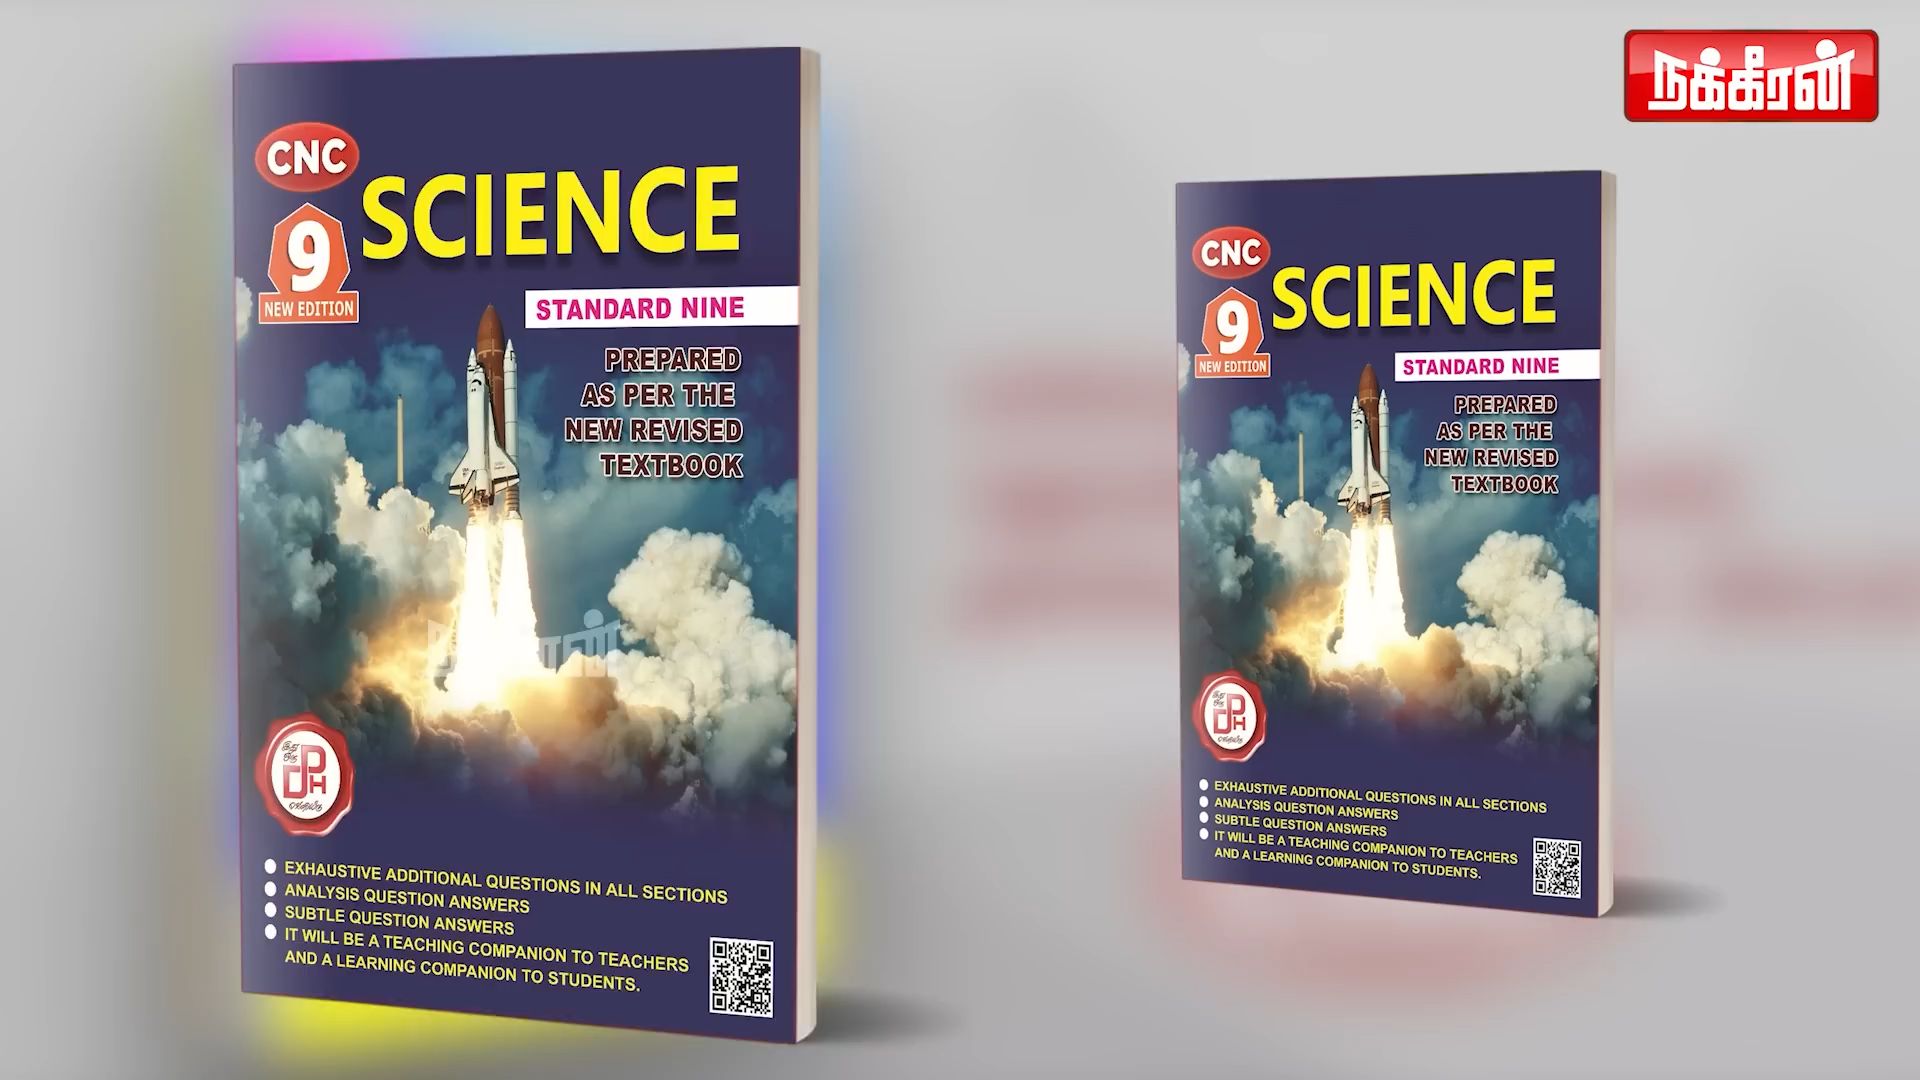 நக்கீரன்
CNC
SCIENCE
9
NEW EDITION
STANDARD NINE
PREPARED
AS PER THE
NEW REVISED
TEXTBOOK
DPH
EXHAUSTIVE ADDITIONAL QUESTIONS IN ALL SECTIONS
ANALYSIS QUESTION ANSWERS
SUBTLE QUESTION ANSWERS
IT WILL BE A TEACHING COMPANION TO TEACHERS
AND A LEARNING COMPANION TO STUDENTS.
CNC
SCIENCE
9
NEW EDITION
STANDARD NINE
PREPARED
AS PER THE
NEW REVISED
TEXTBOOK
DPH
EXHAUSTIVE ADDITIONAL QUESTIONS IN ALL SECTIONS
ANALYSIS QUESTION ANSWERS
SUBTLE QUESTION ANSWERS
IT WILL BE A TEACHING COMPANION TO TEACHERS
AND A LEARNING COMPANION TO STUDENTS.